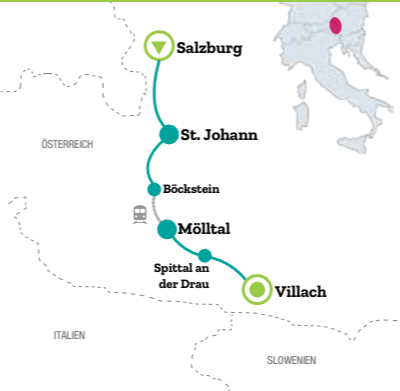 Salzburg
St. Johann
ÖSTERREICH
Böckstein
Mölltal
Spittal an
der Drau
Villach
ITALIEN
SLOWENIEN